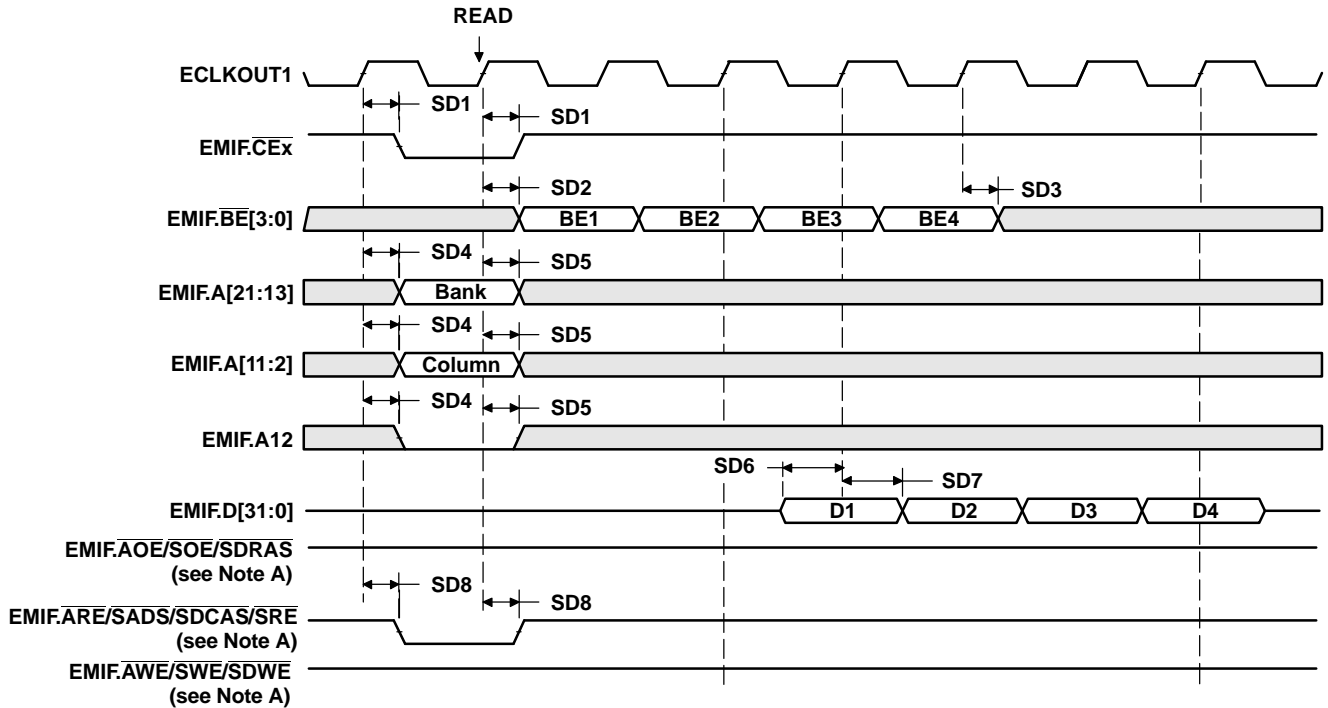 READ
ECLKOUT1
SD1
SD1
EMIF.CEx
SD2
SD3
EMIF.BE[3:0]
BE1 BE2 BE3 BE4
SD4
SD5
EMIF.A[21:13]
Bank
SD4
SD5
EMIF.A[11:2]
Column
SD4
SD5
EMIF.A12
SD6
SD7
EMIF.D[31:0]
D1 D2 D3 D4
EMIF.AOE/SOE/SDRAS
(see Note A)
SD8
SD8
EMIF.ARE/SADS/SDCAS/SRE
(see Note A)
EMIF.AWE/SWE/SDWE
(see Note A)